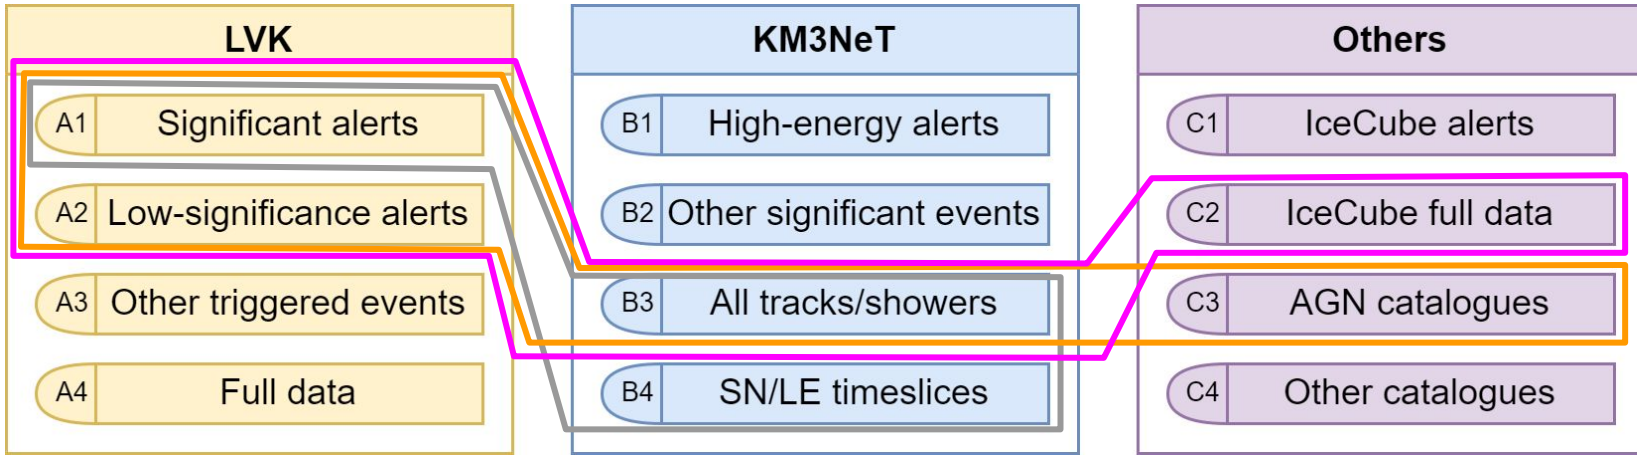 LVK
A1 Significant alerts
A2 Low-significance alerts
A3 Other triggered events
A4 Full data
KM3NeT
B1 High-energy alerts
B2 Other significant events
B3 All tracks/showers
B4 SN/LE timeslices
Others
C1 IceCube alerts
C2 IceCube full data
C3 AGN catalogues
C4 Other catalogues